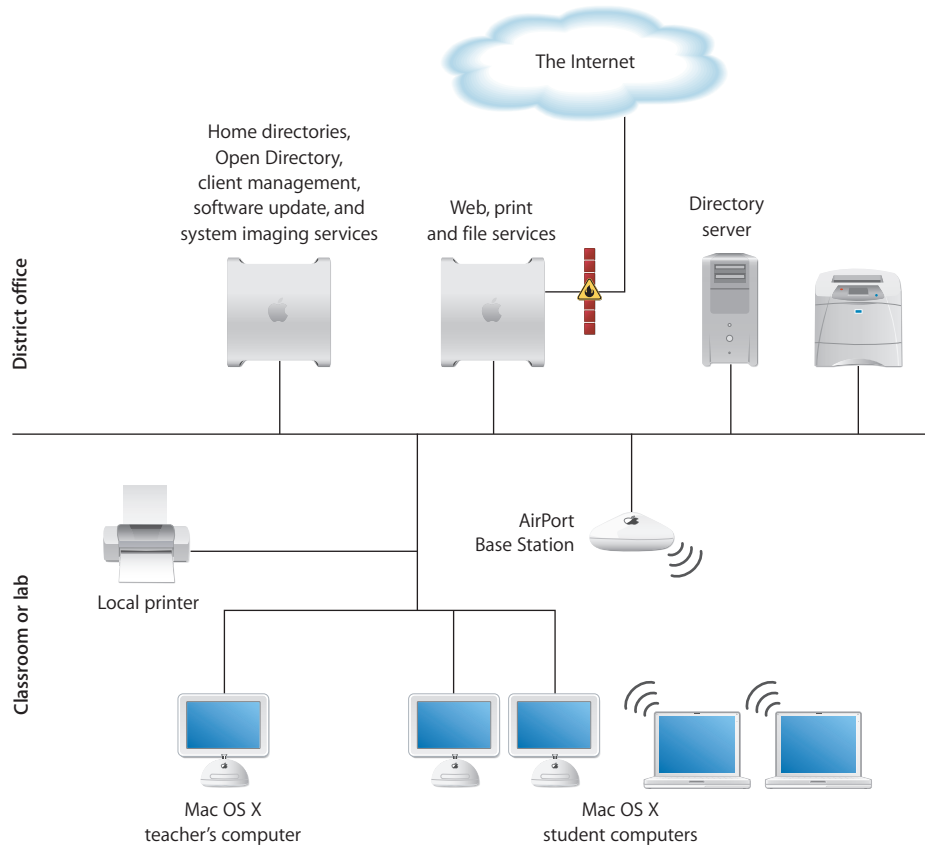 The Internet
Home directories,
Open Directory,
client management,
software update, and
system imaging services
Web, print
and file services
Directory
server
District office
AirPort
Base Station
Local printer
Classroom or lab
Mac OS X
teacher’s computer
Mac OS X
student computers